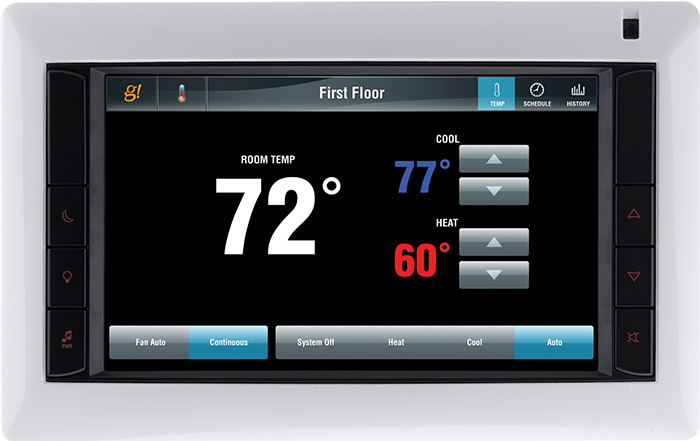 g!
First Floor
TEMP
SCHEDULE
HISTORY
ROOM TEMP
72°
COOL
77°
HEAT
60°
Fan Auto
Continuous
System Off
Heat
Cool
Auto
PWR